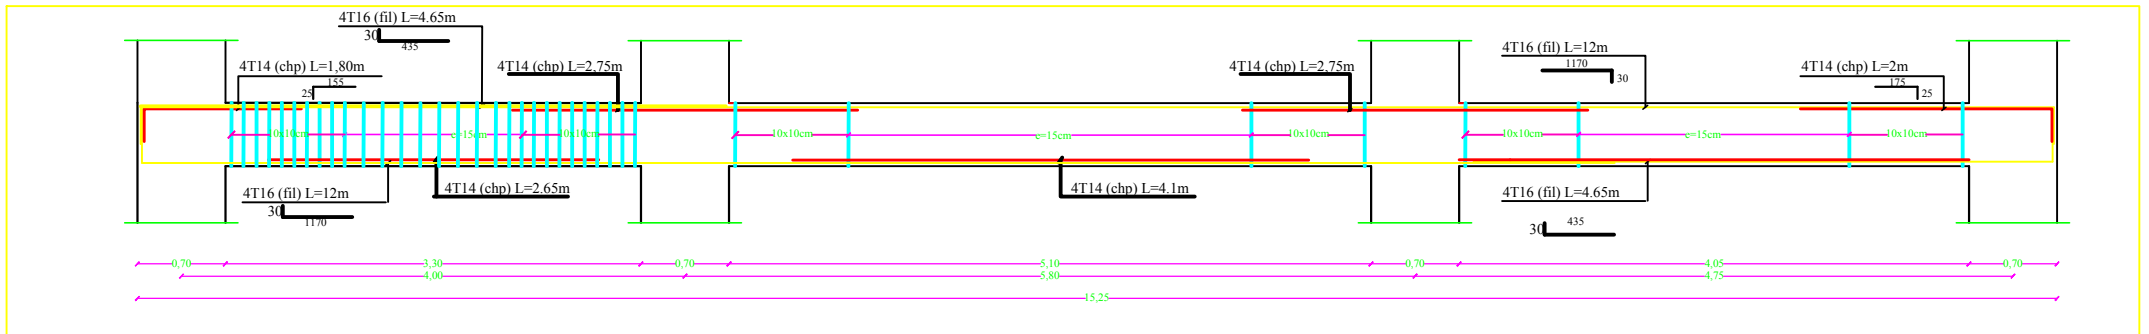 4T16 (fil) L=4.65m
30
435
4T14 (chp) L=1,80m
155
25
4T14 (chp) L=2,75m
4T14 (chp) L=2,75m
4T16 (fil) L=12m
1170
30
4T14 (chp) L=2m
175
25
10x10cm
e=15cm
10x10cm
10x10cm
e=15cm
10x10cm
10x10cm
e=15cm
10x10cm
4T16 (fil) L=12m
30
1170
4T14 (chp) L=2.65m
4T14 (chp) L=4.1m
4T16 (fil) L=4.65m
30
435
0,70
3,30
0,70
5,10
0,70
4,05
0,70
4,00
5,80
4,75
15,25